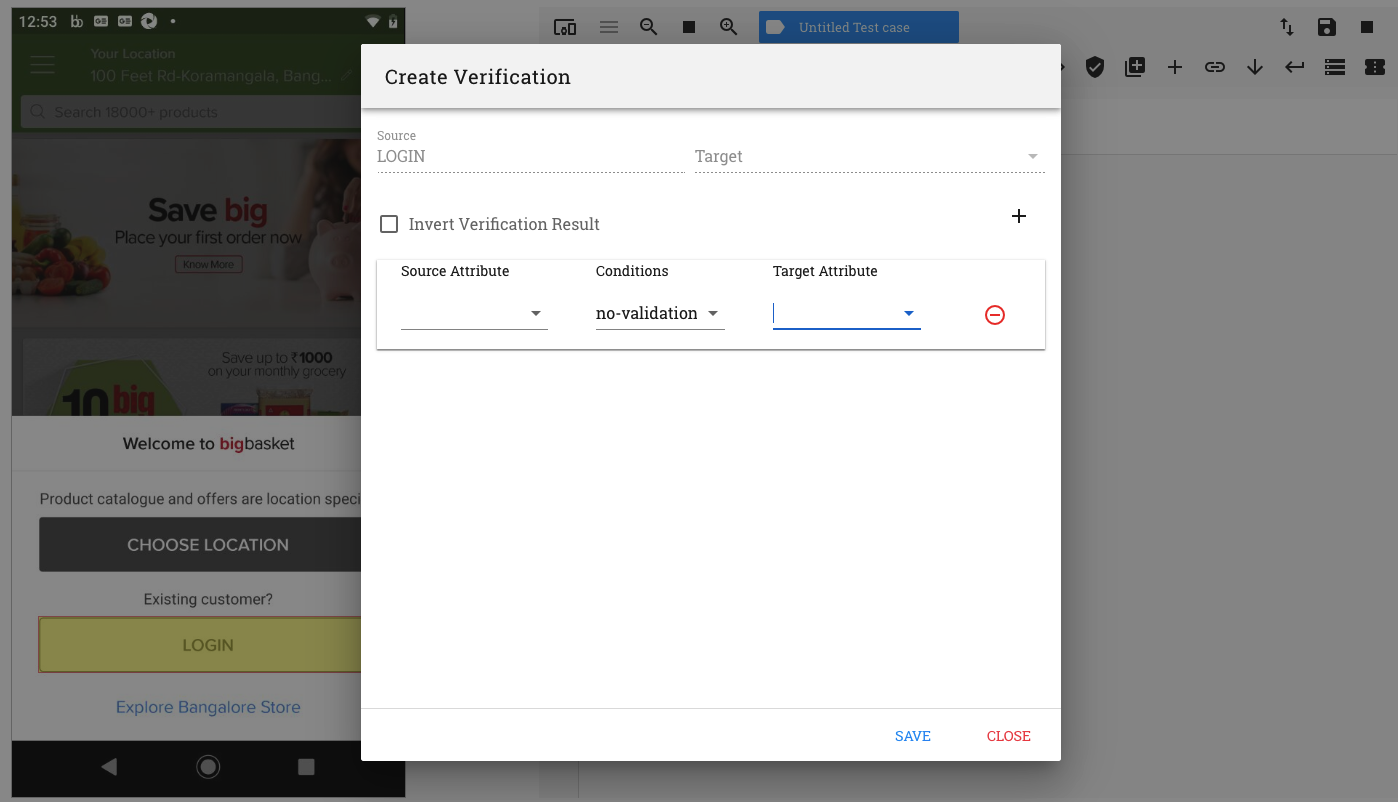 12:53
Your Location
100 Feet Rd-Koramangala, Bang...
Search 18000+ products
Save big
Place your first order now
Know More
Save up to ₹1000
on your monthly grocery
10 big
Welcome to bigbasket
Product catalogue and offers are location speci
CHOOSE LOCATION
Existing customer?
LOGIN
Explore Bangalore Store
Untitled Test case
Create Verification
Source
LOGIN
Target
Invert Verification Result
Source Attribute
Conditions
Target Attribute
no-validation
SAVE
CLOSE